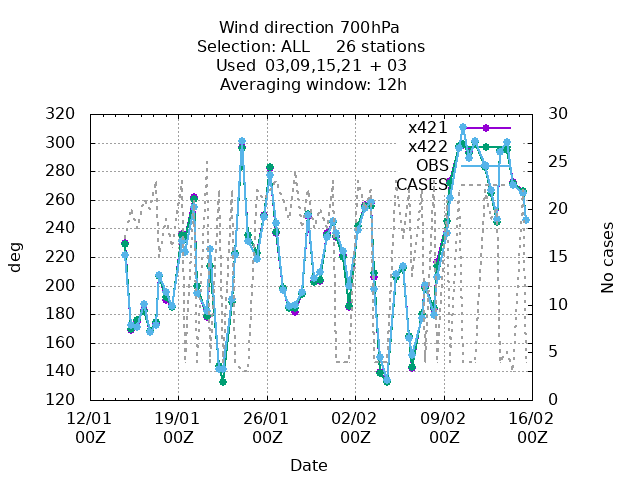 Wind direction 700hPa
Selection: ALL 26 stations
Used 03,09,15,21 + 03
Averaging window: 12h
320
300
280
260
240
220
200
180
160
140
120
30
25
20
15
10
5
0
x421
x422
OBS
CASES
deg
No cases
12/01 19/01 26/01 02/02 09/02 16/02
00Z 00Z 00Z 00Z 00Z 00Z
Date